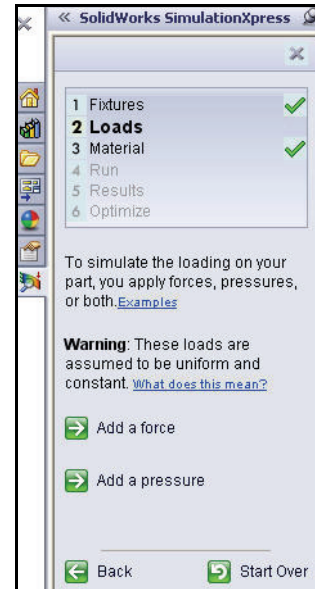 « SolidWorks SimulationXpress
1 Fixtures
2 Loads
3 Material
4 Run
5 Results
6 Optimize
To simulate the loading on your
part, you apply forces, pressures,
or both. Examples
Warning: These loads are
assumed to be uniform and
constant. What does this mean?
Add a force
Add a pressure
Back Start Over